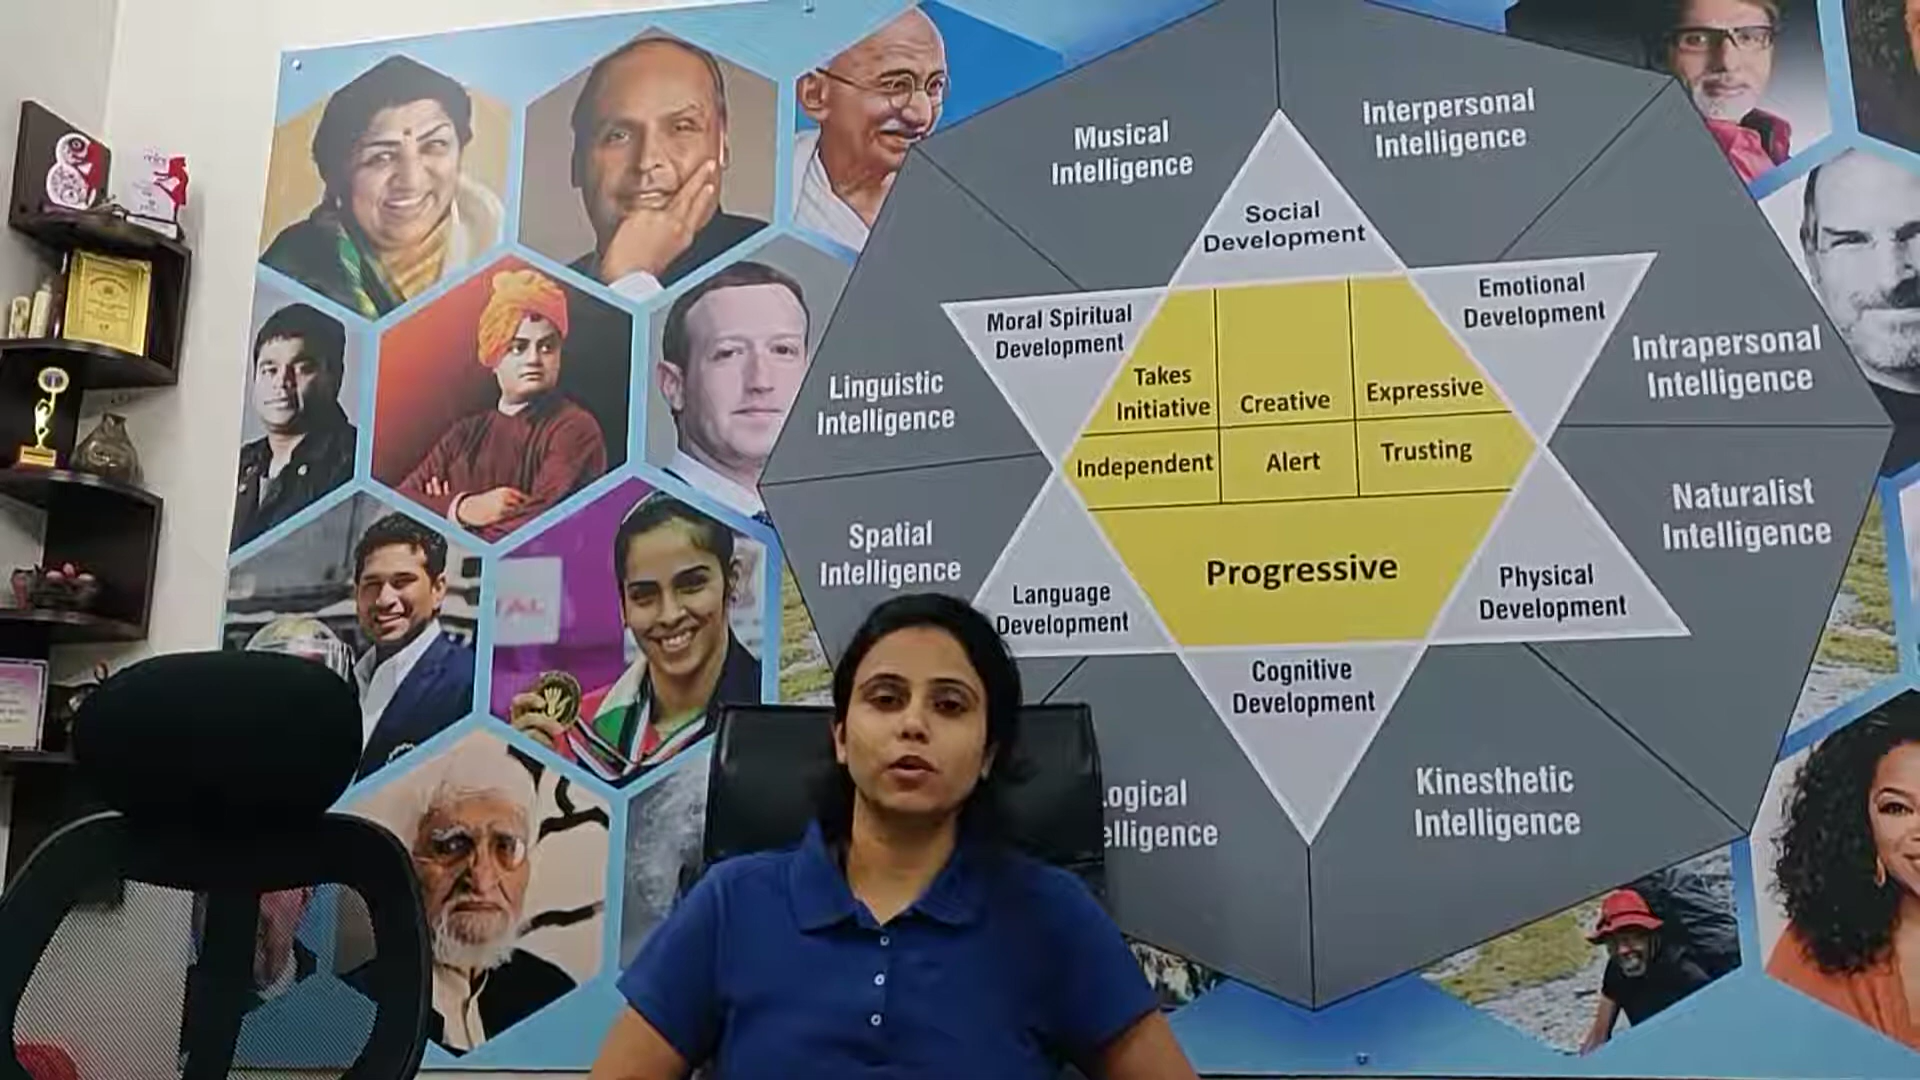 Musical
Intelligence
Interpersonal
Intelligence
Social
Development
Moral Spiritual
Development
Emotional
Development
Linguistic
Intelligence
Takes
Initiative
Creative
Expressive
Intrapersonal
Intelligence
Independent
Alert
Trusting
Spatial
Intelligence
Progressive
Naturalist
Intelligence
Language
Development
Physical
Development
Cognitive
Development
ogical
elligence
Kinesthetic
Intelligence